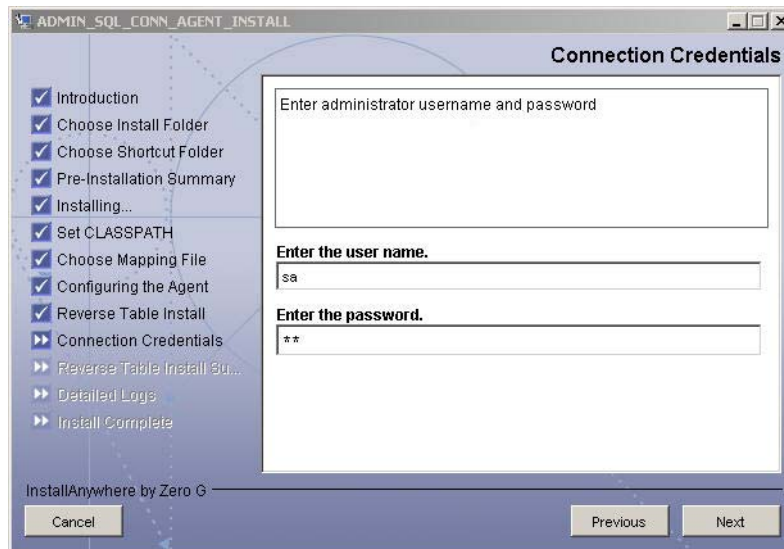 ADMIN_SQL_CONN_AGENT_INSTALL
Connection Credentials
Introduction
Choose Install Folder
Choose Shortcut Folder
Pre-Installation Summary
Installing...
Set CLASSPATH
Choose Mapping File
Configuring the Agent
Reverse Table Install
Connection Credentials
Reverse Table Install Su...
Detailed Logs
Install Complete
Enter administrator username and password
Enter the user name.
sa
Enter the password.
**
InstallAnywhere by Zero G
Cancel
Previous
Next